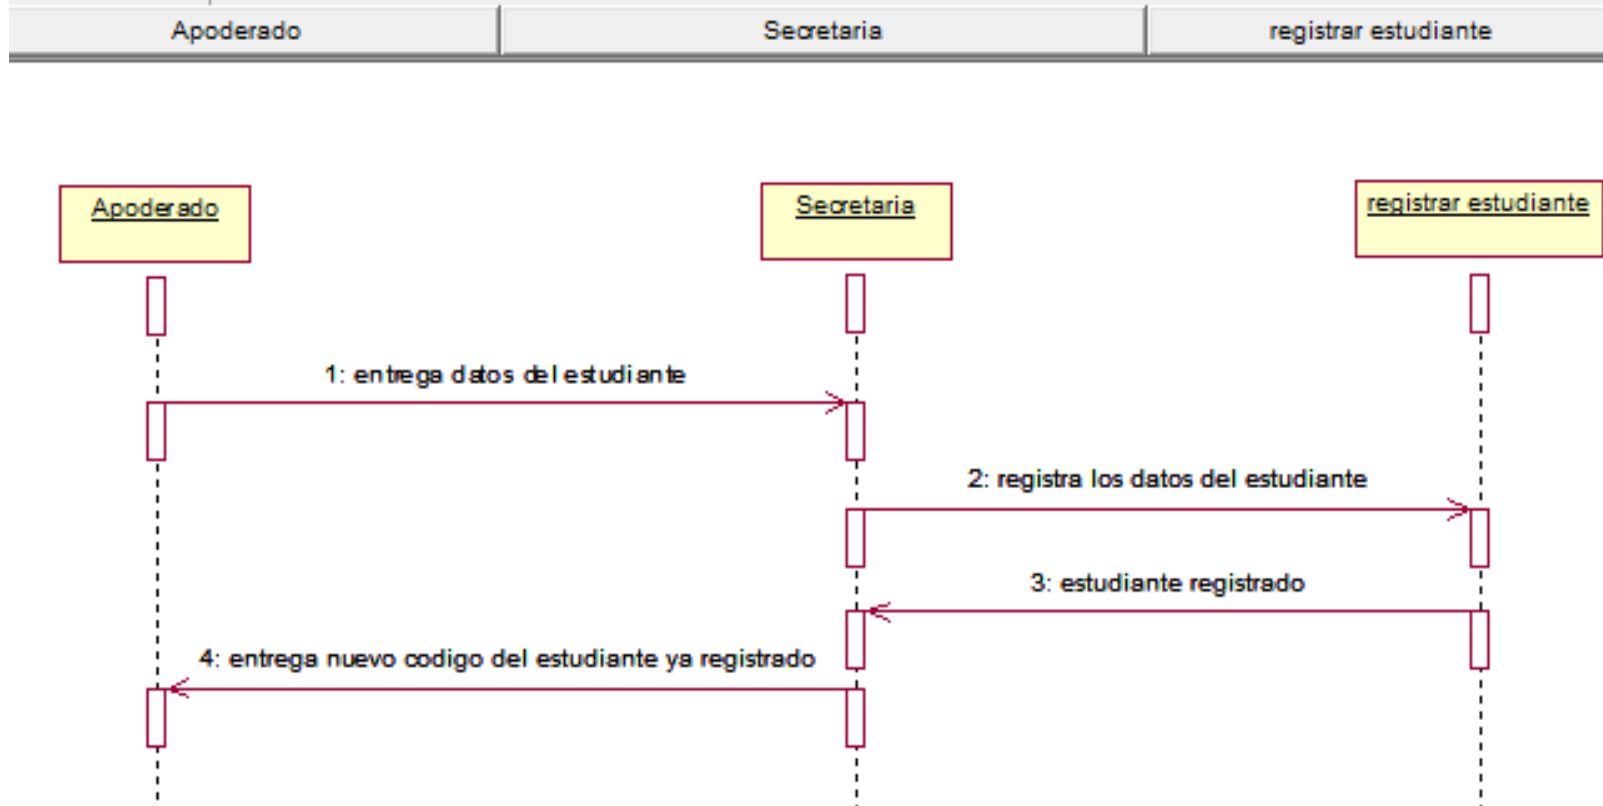 Apoderado
Secretaria
registrar estudiante
Apoderado
Secretaria
registrar estudiante
1: entrega datos del estudiante
2: registra los datos del estudiante
3: estudiante registrado
4: entrega nuevo codigo del estudiante ya registrado